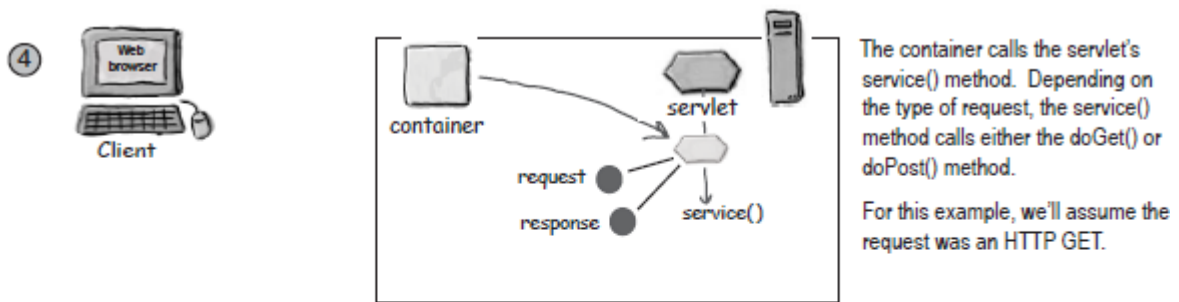 4
Web
browser
Client
container
servlet
request
response
service()
The container calls the servlet's
service() method.  Depending on
the type of request, the service()
method calls either the doGet() or
doPost() method.
For this example, we'll assume the
request was an HTTP GET.